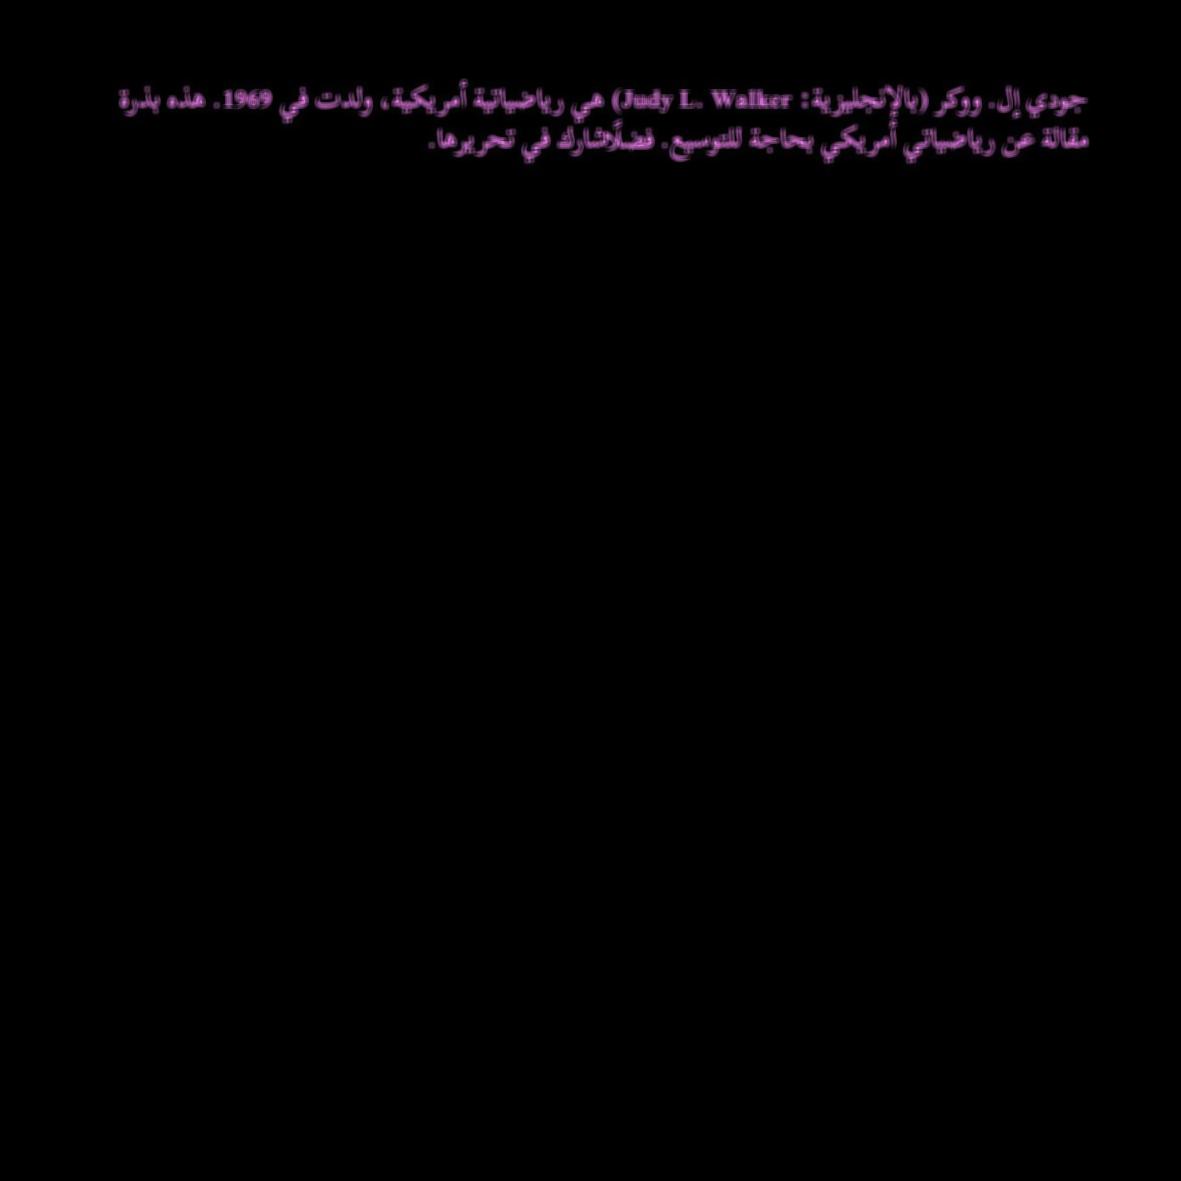 جودي إل. ووكر (بالإنجليزية: Judy L. Walker) هي رياضياتية أمريكية، ولدت في 1969. هذه بذرة
مقالة عن رياضياتي أمريكي بحاجة للتوسيع. فضلًاشارك في تحريرها.